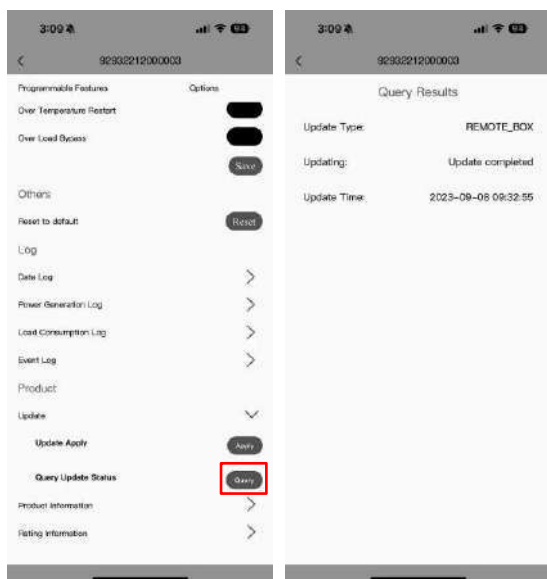 3:09
92932212000003
Programmable Features Options
Over Temperature Restart
Over Load Bypass
Save
Others
Reset to default Reset
Log
Data Log
Power Generation Log
Load Consumption Log
Event Log
Product
Update
Update Apply Apply
Query Update Status Query
Product Information
Rating Information
3:09
92932212000003
Query Results
Update Type: REMOTE_BOX
Updating: Update completed
Update Time: 2023-09-06 09:32:55